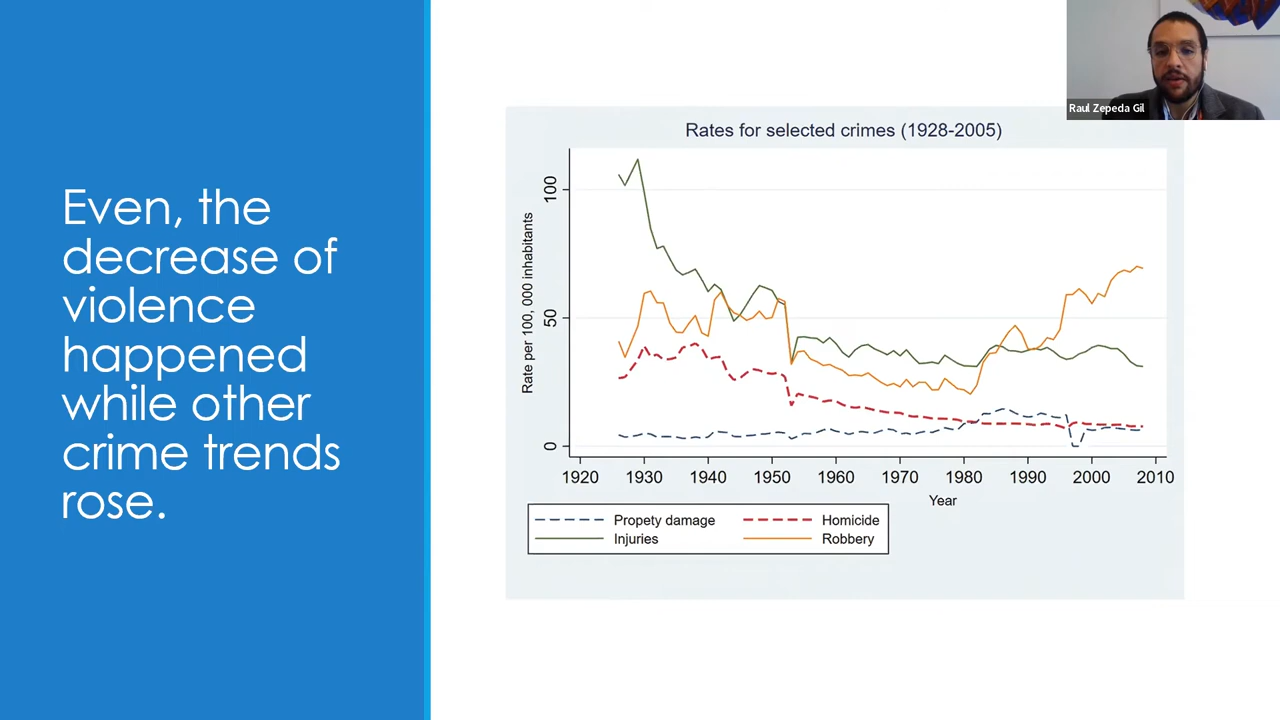 Even, the
decrease of
violence
happened
while other
crime trends
rose.
Raul Zepeda Gil
Rates for selected crimes (1928-2005)
Rate per 100, 000 inhabitants
100
50
0
1920 1930 1940 1950 1960 1970 1980 1990 2000 2010
Year
Propety damage Homicide
Injuries Robbery